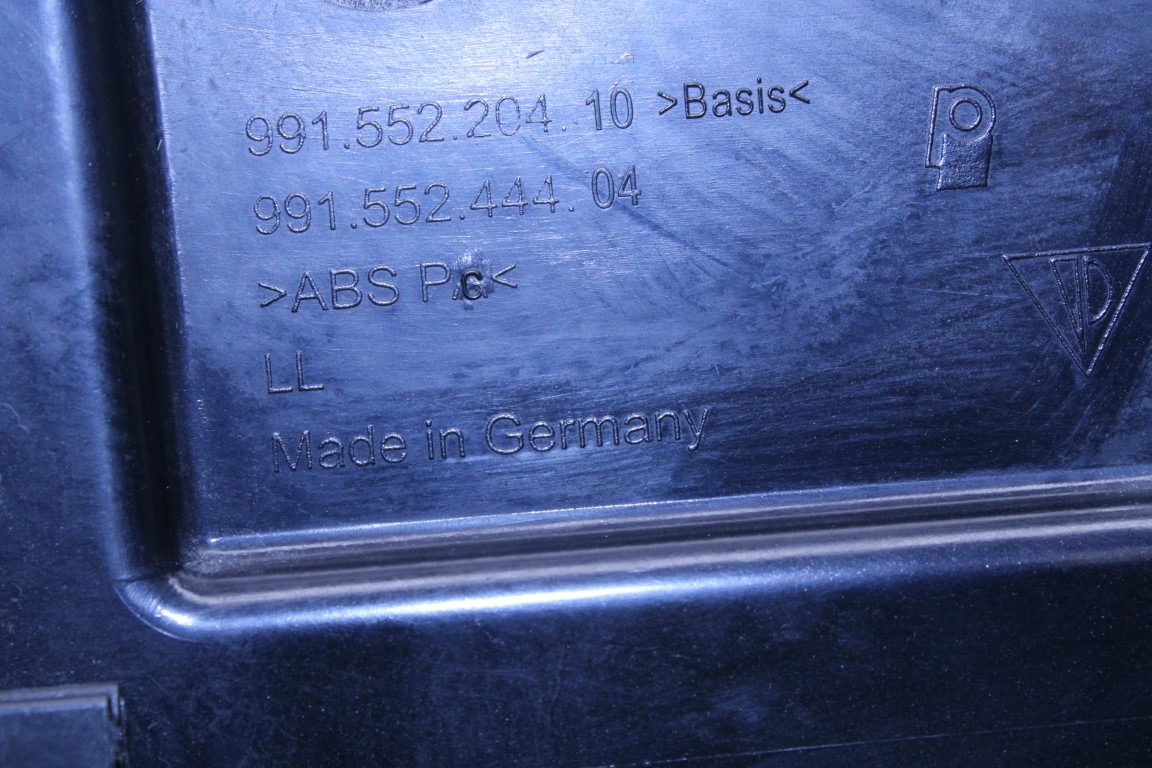 991.552.204.10 >Basis<
991.552.444.04
>ABS Pc<
LL
Made in Germany